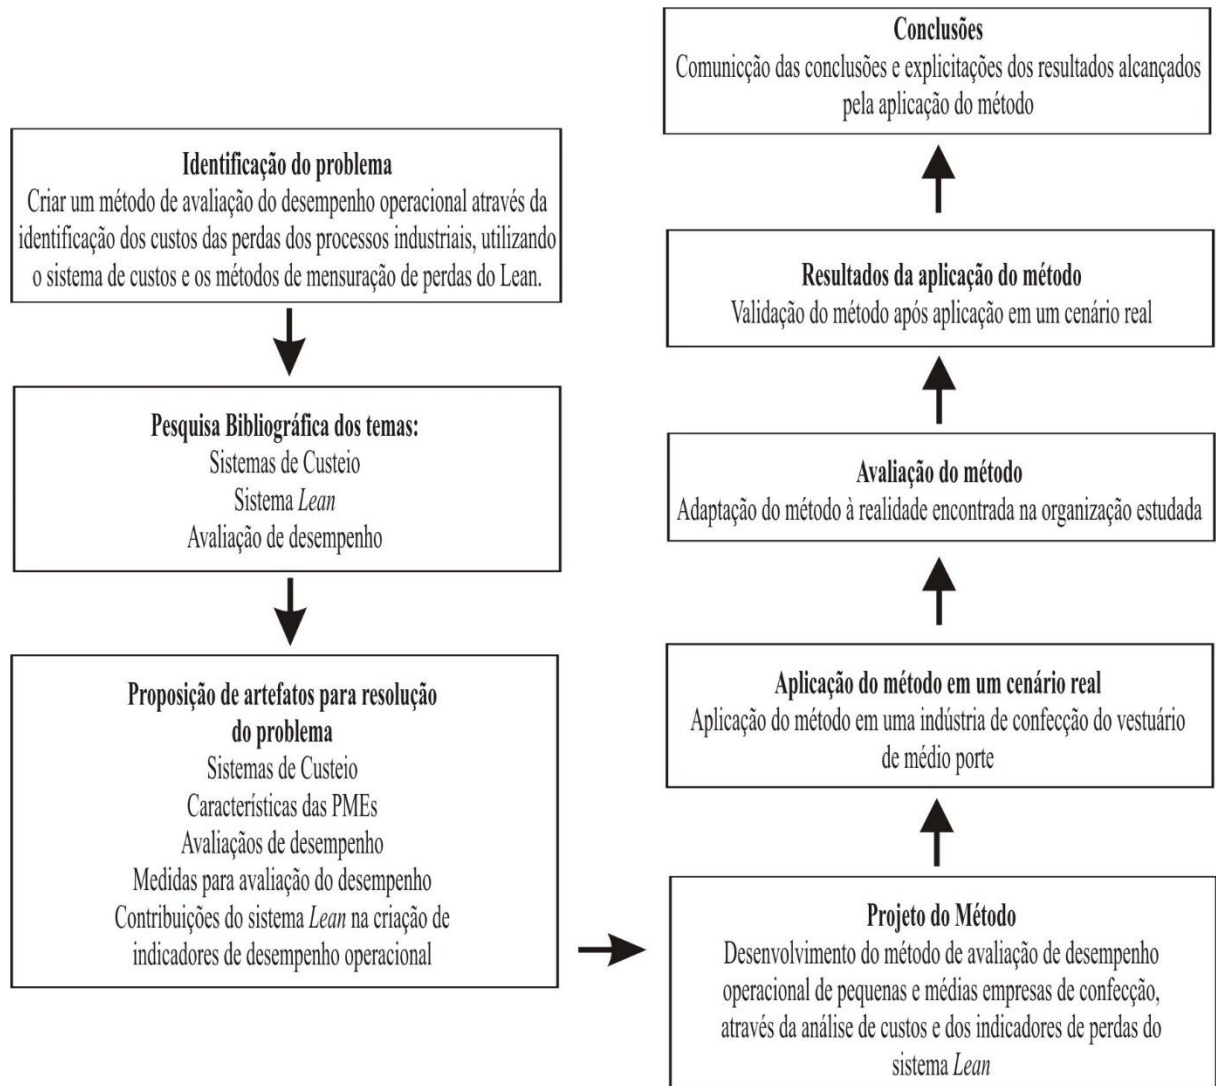 Identificação do problema
Criar um método de avaliação do desempenho operacional através da
identificação dos custos das perdas dos processos industriais, utilizando
o sistema de custos e os métodos de mensuração de perdas do Lean.
Pesquisa Bibliográfica dos temas:
Sistemas de Custeio
Sistema Lean
Avaliação de desempenho
Proposição de artefatos para resolução
do problema
Sistemas de Custeio
Características das PMEs
Avaliaços de desempenho
Medidas para avaliação do desempenho
Contribuições do sistema Lean na criação de
indicadores de desempenho operacional
Projeto do Método
Desenvolvimento do método de avaliação de desempenho
operacional de pequenas e médias empresas de confecção,
através da análise de custos e dos indicadores de perdas do
sistema Lean
Aplicação do método em um cenário real
Aplicação do método em uma indústria de confecção do vestuário
de médio porte
Avaliação do método
Adaptação do método à realidade encontrada na organização estudada
Resultados da aplicação do método
Validação do método após aplicação em um cenário real
Conclusões
Comunicção das conclusões e explicitações dos resultados alcançados
pela aplicação do método